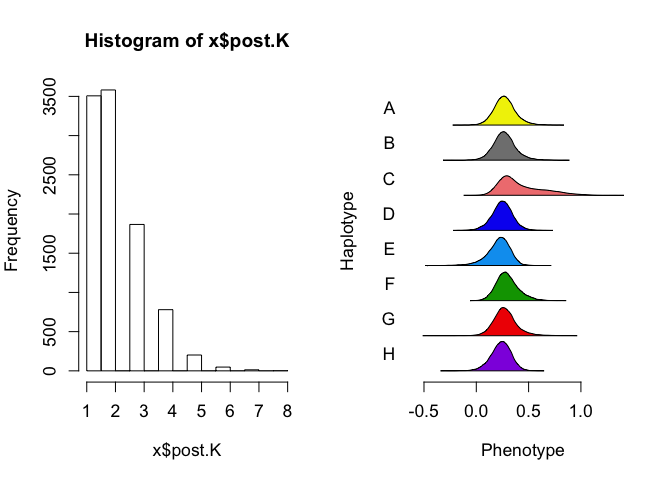 Histogram of x$post.K
Frequency
0
500
1500
2500
3500
1 2 3 4 5 6 7 8
x$post.K
Haplotype
A
B
C
D
E
F
G
H
-0.5 0.0 0.5 1.0
Phenotype